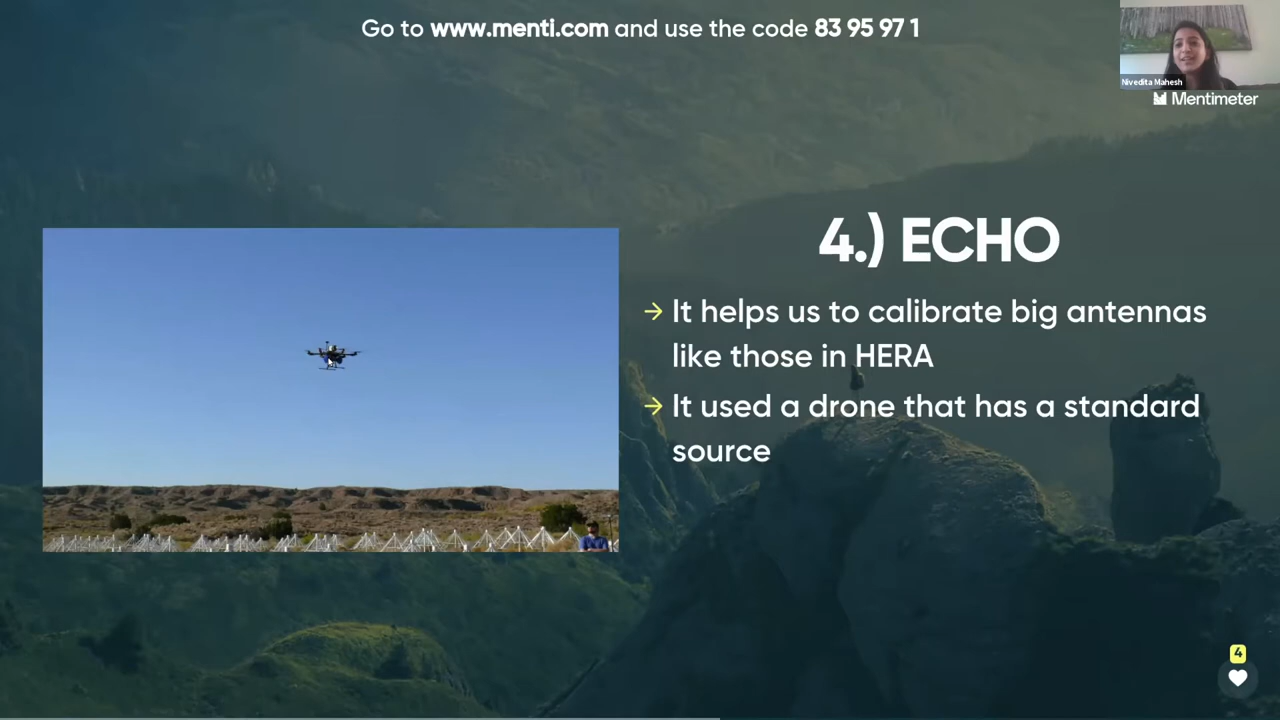 Go to www.menti.com and use the code 83 95 97 1
Nivedita Mahesh
Mentimeter
4.) ECHO
→ It helps us to calibrate big antennas
like those in HERA
→ It used a drone that has a standard
source
4